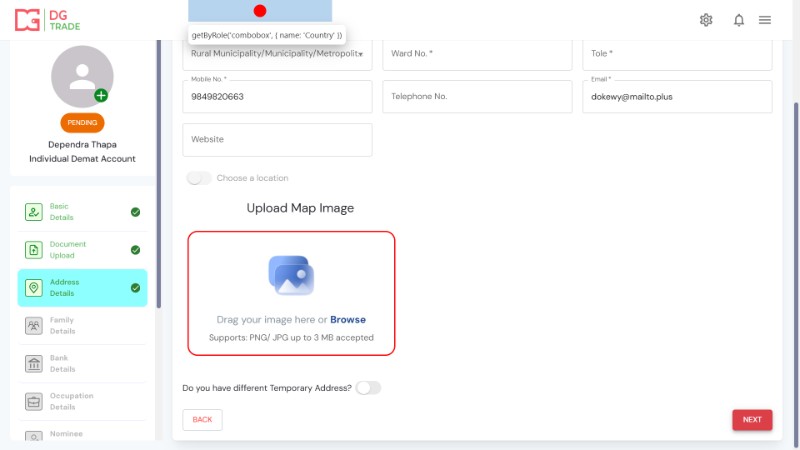 DG
TRADE
getByRole('combobox', { name: 'Country' })
Rural Municipality/Municipality/Metropolit
Ward No. *
Tole *
Mobile No. *
9849820663
Telephone No.
Email *
dokewy@mailto.plus
Website
Choose a location
Upload Map Image
Drag your image here or Browse
Supports: PNG/ JPG up to 3 MB accepted
Do you have different Temporary Address?
BACK
NEXT
PENDING
Dependra Thapa
Individual Demat Account
Basic
Details
Document
Upload
Address
Details
Family
Details
Bank
Details
Occupation
Details
Nominee